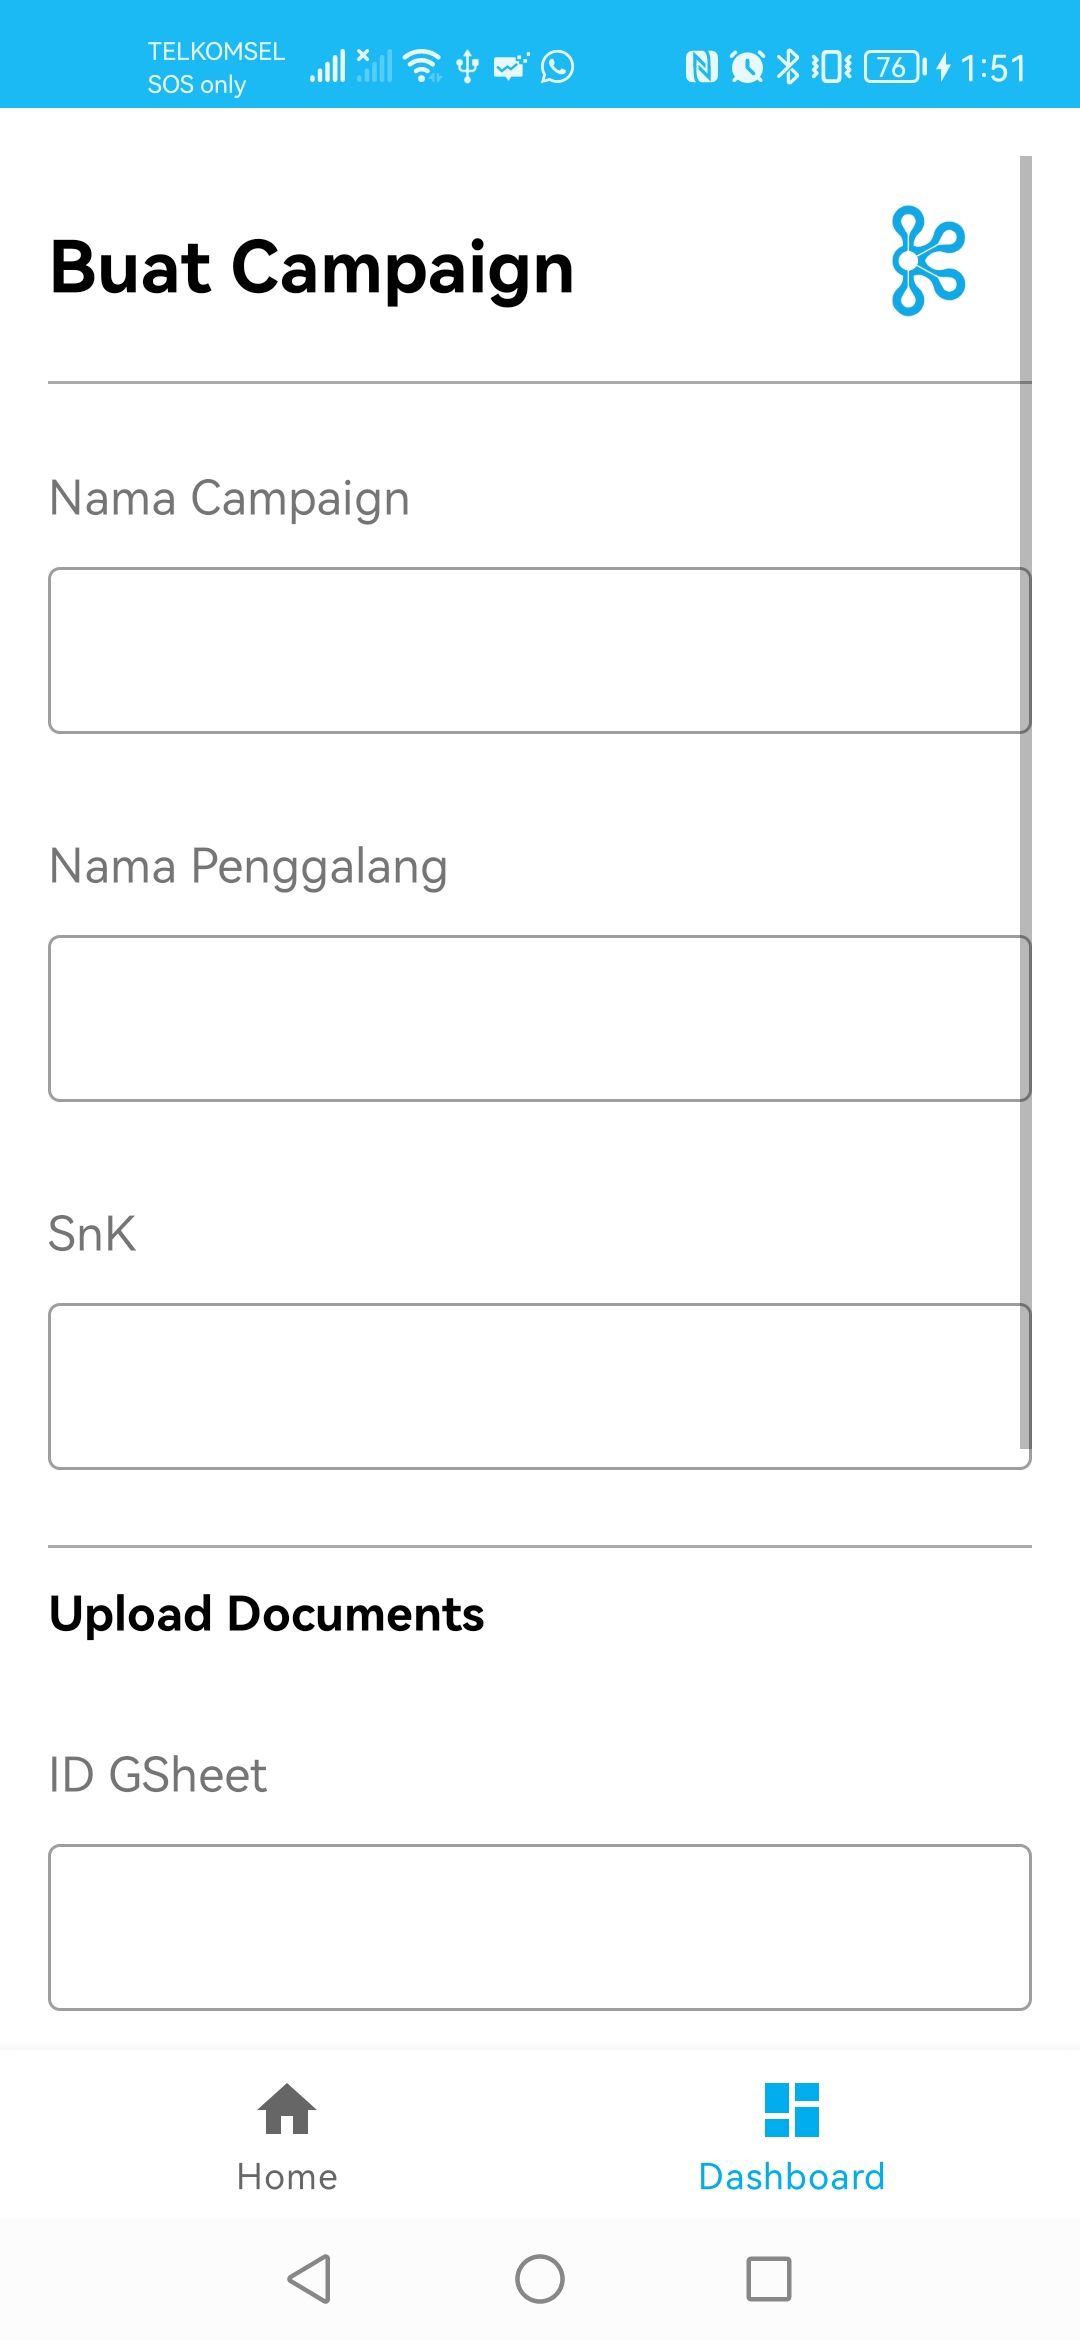 TELKOMSEL
SOS only
76
1:51
Buat Campaign
Nama Campaign
Nama Penggalang
SnK
Upload Documents
ID GSheet
Home
Dashboard